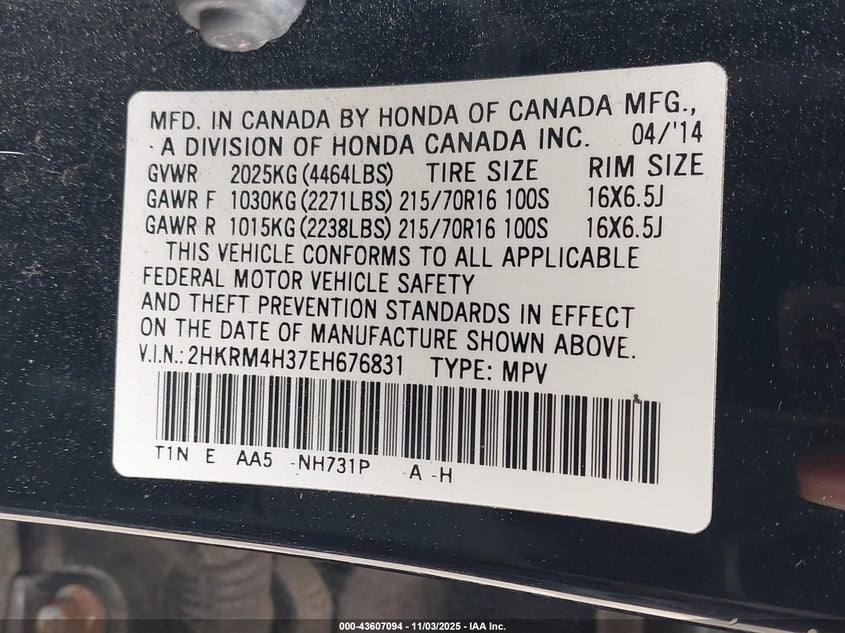 MFD. IN CANADA BY HONDA OF CANADA MFG.,
A DIVISION OF HONDA CANADA INC. 04/'14
GVWR 2025KG (4464LBS) TIRE SIZE RIM SIZE
GAWR F 1030KG (2271LBS) 215/70R16 100S 16X6.5J
GAWR R 1015KG (2238LBS) 215/70R16 100S 16X6.5J
THIS VEHICLE CONFORMS TO ALL APPLICABLE
FEDERAL MOTOR VEHICLE SAFETY
AND THEFT PREVENTION STANDARDS IN EFFECT
ON THE DATE OF MANUFACTURE SHOWN ABOVE.
V.I.N.: 2HKRM4H37EH676831 TYPE: MPV
T1N E AA5 -NH731P -A -H
000-43607094 - 11/03/2025 - IAA Inc.